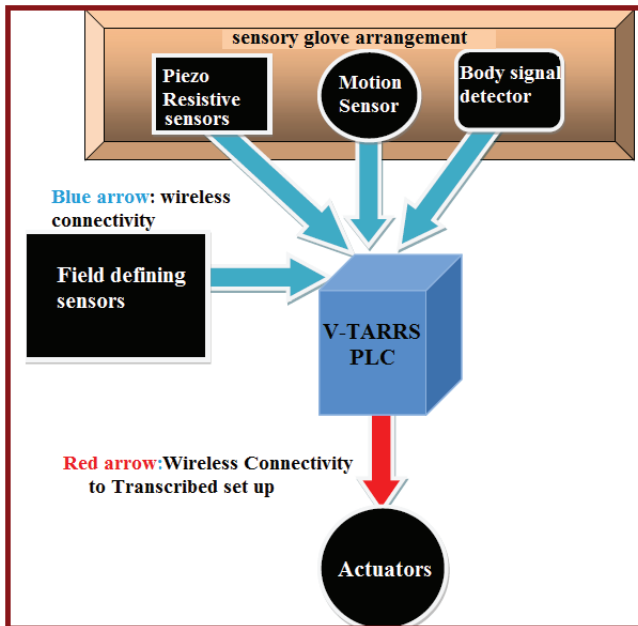 sensory glove arrangement
Piezo
Resistive
sensors
Motion
Sensor
Body signal
detector
Blue arrow: wireless
connectivity
Field defining
sensors
V-TARRS
PLC
Red arrow:Wireless Connectivity
to Transcribed set up
Actuators